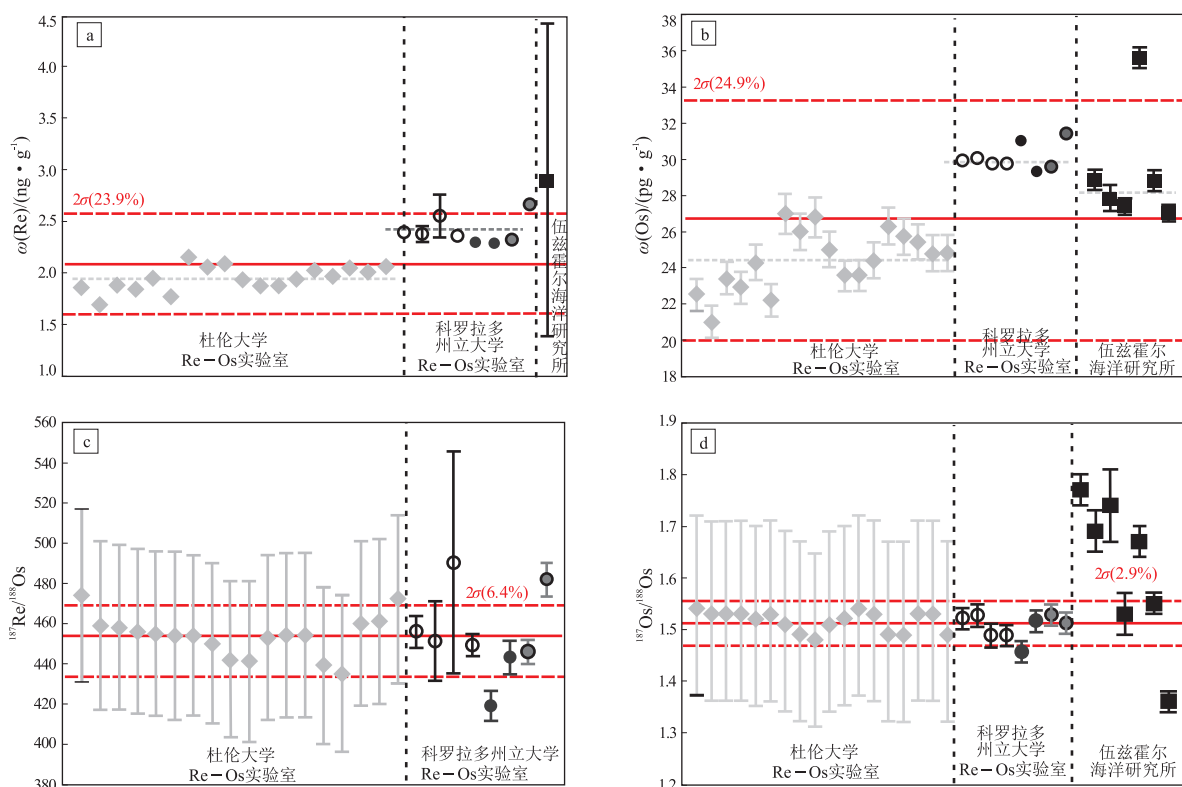 a
4.5
4.0
3.5
3.0
2.5
2.0
1.5
1.0
ω(Re)/(ng·g⁻¹)
2σ(23.9%)
杜伦大学
Re－Os实验室
科罗拉多
州立大学
Re－Os实验室
伍兹霍尔海洋研究所
b
38
36
34
32
30
28
26
24
22
20
18
ω(Os)/(pg·g⁻¹)
2σ(24.9%)
杜伦大学
Re－Os实验室
科罗拉多
州立大学
Re－Os实验室
伍兹霍尔
海洋研究所
c
560
540
520
500
480
460
440
420
400
380
¹⁸⁷Re/¹⁸⁸Os
2σ(6.4%)
杜伦大学
Re－Os实验室
科罗拉多州立大学
Re－Os实验室
d
1.9
1.8
1.7
1.6
1.5
1.4
1.3
1.2
¹⁸⁷Os/¹⁸⁸Os
2σ(2.9%)
杜伦大学
Re－Os实验室
科罗拉多
州立大学
Re－Os实验室
伍兹霍尔
海洋研究所